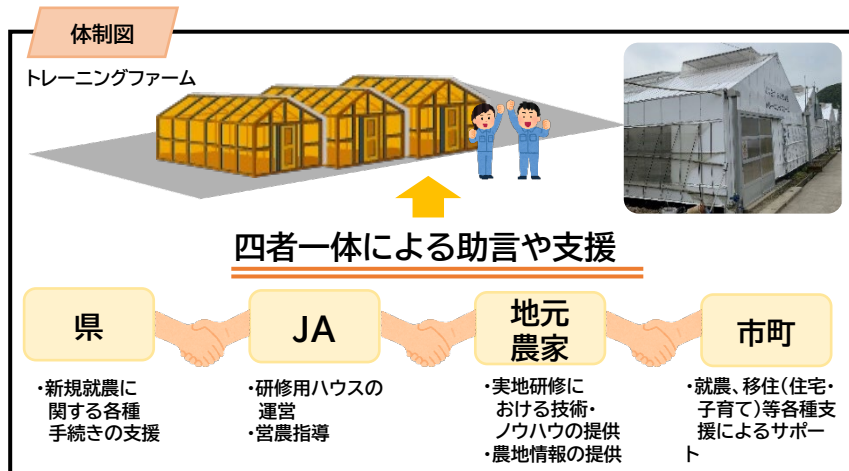 体制図
トレーニングファーム
四者一体による助言や支援
県
JA
地元
農家
市町
・新規就農に
関する各種
手続きの支援
・研修用ハウスの
運営
・営農指導
・実地研修に
おける技術・
ノウハウの提供
・農地情報の提供
・就農、移住（住宅・
子育て）等各種支
援によるサポー
ト